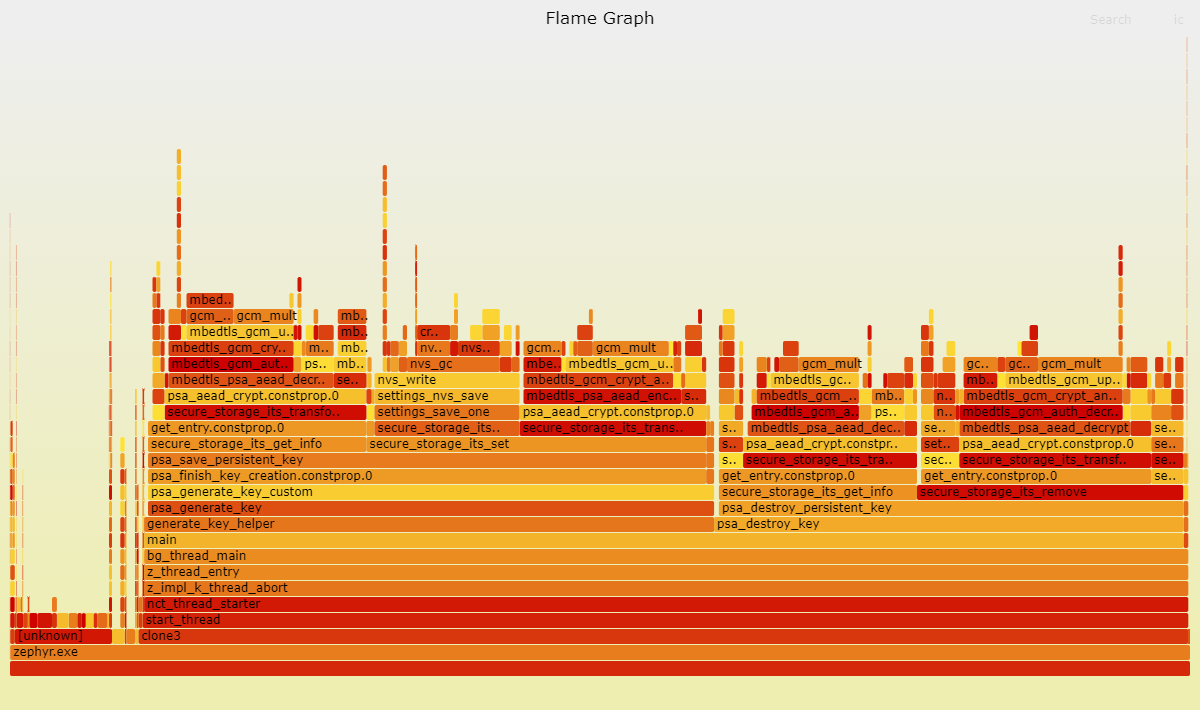 Flame Graph
Search ic
mbed..
gcm_.. gcm_mult mb..
mbedtls_gcm_u.. mb.. cr..
mbedtls_gcm_cry.. m.. mb.. nv.. nvs.. gcm.. gcm_mult
mbedtls_gcm_aut.. ps.. mb.. nvs_gc mbe.. mbedtls_gcm_u.. gcm_mult gc.. gc.. gcm_mult
mbedtls_psa_aead_decr.. se.. nvs_write mbedtls_gcm_crypt_a.. mbedtls_gc.. mb.. mbedtls_gcm_up..
psa_aead_crypt.constprop.0 settings_nvs_save mbedtls_psa_aead_enc.. s.. mbedtls_gcm_.. mb.. n.. mbedtls_gcm_crypt_an..
secure_storage_its_transfo.. settings_save_one psa_aead_crypt.constprop.0 mbedtls_gcm_a.. ps.. n.. mbedtls_gcm_auth_decr..
get_entry.constprop.0 secure_storage_its.. secure_storage_its_trans.. s.. mbedtls_psa_aead_dec.. se.. mbedtls_psa_aead_decrypt se..
secure_storage_its_get_info secure_storage_its_set s.. psa_aead_crypt.constpr.. set.. psa_aead_crypt.constprop.0 se..
psa_save_persistent_key s.. secure_storage_its_tra.. sec.. secure_storage_its_transf.. se..
psa_finish_key_creation.constprop.0 get_entry.constprop.0 get_entry.constprop.0 se..
psa_generate_key_custom secure_storage_its_get_info secure_storage_its_remove
psa_generate_key psa_destroy_persistent_key
generate_key_helper psa_destroy_key
main
bg_thread_main
z_thread_entry
z_impl_k_thread_abort
nct_thread_starter
start_thread
[unknown] clone3
zephyr.exe